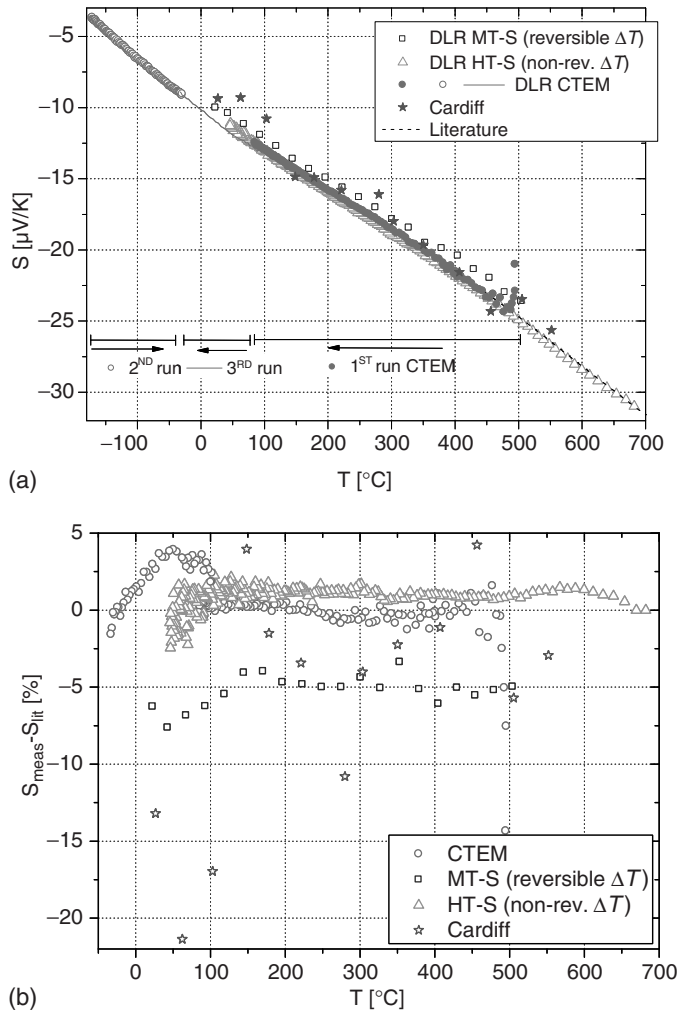 −5
−10
−15
−20
−25
−30
S [µV/K]
DLR MT-S (reversible ΔT)
DLR HT-S (non-rev. ΔT)
DLR CTEM
Cardiff
Literature
2ND run
3RD run
1ST run CTEM
−100 0 100 200 300 400 500 600 700
(a)
T [°C]
5
0
−5
−10
−15
−20
Smeas-Slit [%]
CTEM
MT-S (reversible ΔT)
HT-S (non-rev. ΔT)
Cardiff
0 100 200 300 400 500 600 700
(b)
T [°C]